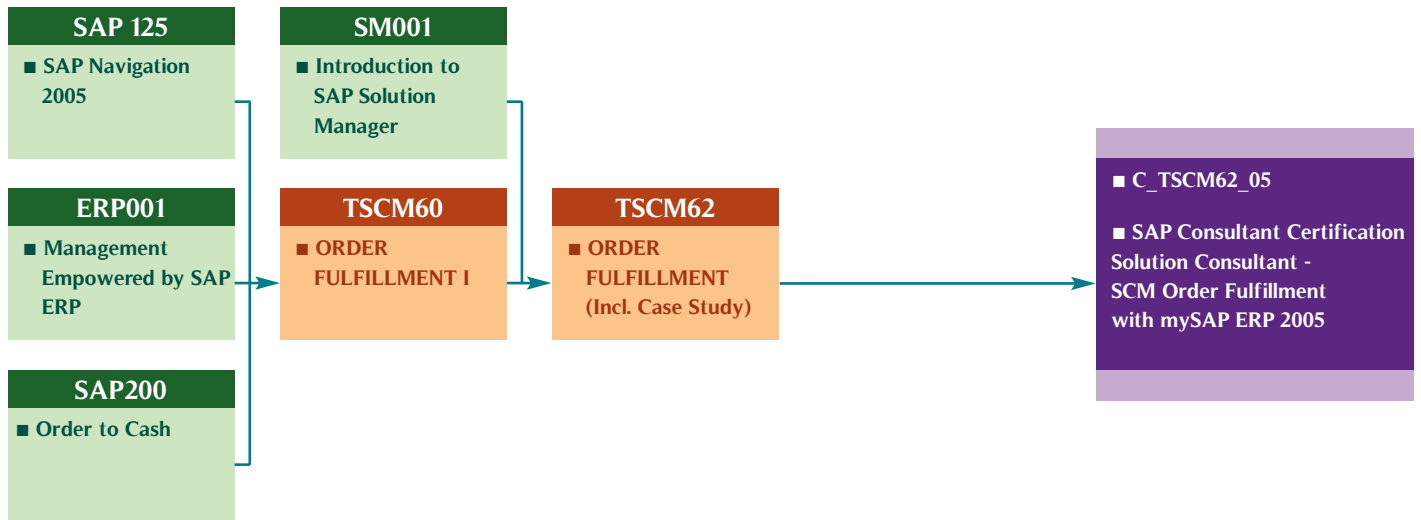 SAP 125
■ SAP Navigation
2005
SM001
■ Introduction to
SAP Solution
Manager
ERP001
■ Management
Empowered by SAP
ERP
TSCM60
■ ORDER
FULFILLMENT I
TSCM62
■ ORDER
FULFILLMENT
(Incl. Case Study)
■ C_TSCM62_05
■ SAP Consultant Certification
Solution Consultant -
SCM Order Fulfillment
with mySAP ERP 2005
SAP200
■ Order to Cash